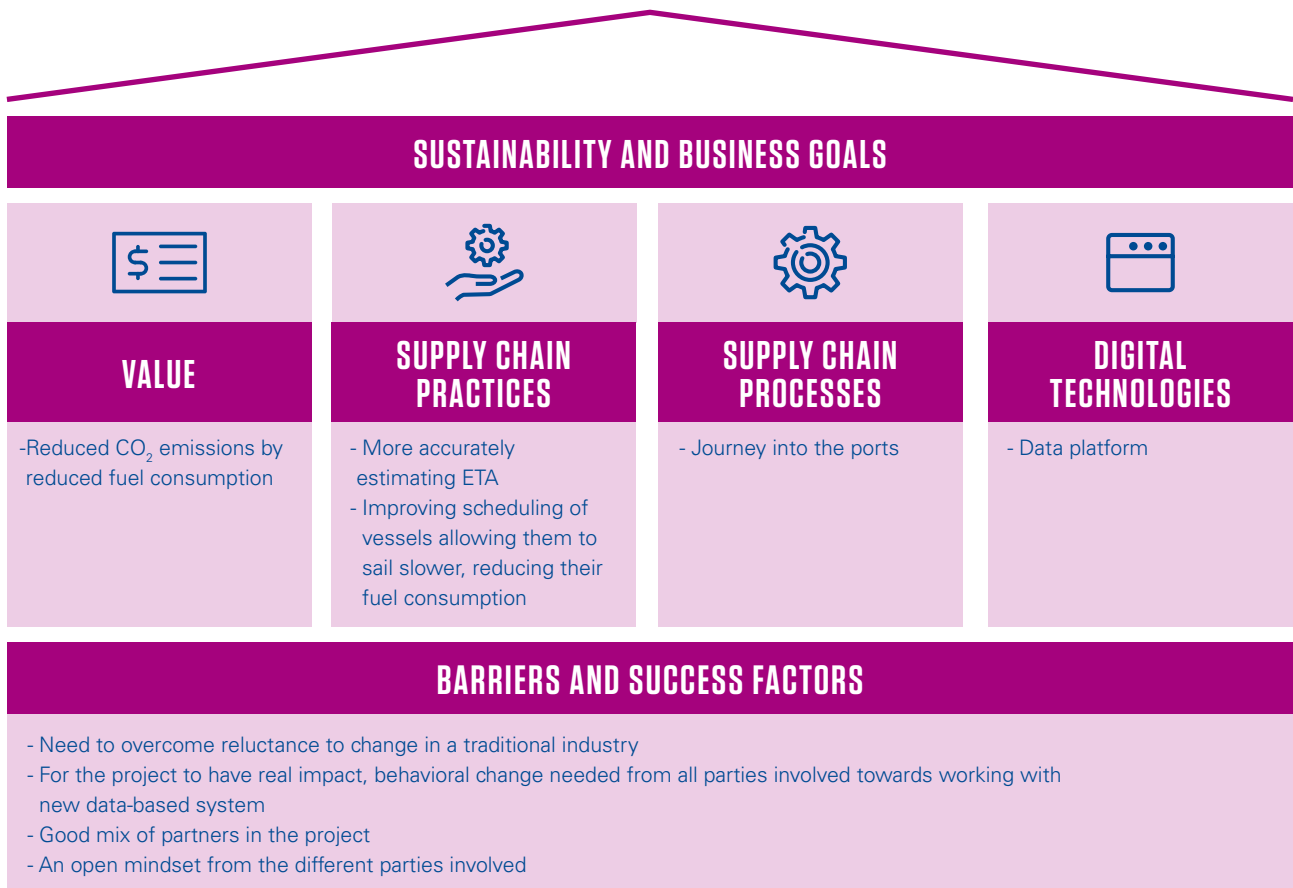 SUSTAINABILITY AND BUSINESS GOALS
$
VALUE
-Reduced CO₂ emissions by
reduced fuel consumption
SUPPLY CHAIN
PRACTICES
- More accurately
estimating ETA
- Improving scheduling of
vessels allowing them to
sail slower, reducing their
fuel consumption
SUPPLY CHAIN
PROCESSES
- Journey into the ports
DIGITAL
TECHNOLOGIES
- Data platform
BARRIERS AND SUCCESS FACTORS
- Need to overcome reluctance to change in a traditional industry
- For the project to have real impact, behavioral change needed from all parties involved towards working with
new data-based system
- Good mix of partners in the project
- An open mindset from the different parties involved